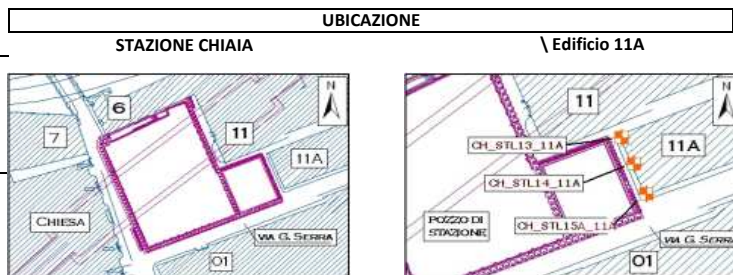 UBICAZIONE
STAZIONE CHIAIA
\ Edificio 11A
6
N
7
11
11A
CHIESA
VIA G. SERRA
O1
N
11
CH_STL13_11A
11A
CH_STL14_11A
POZZO DI
STAZIONE
CH_STL15A_11A
VIA G. SERRA
O1